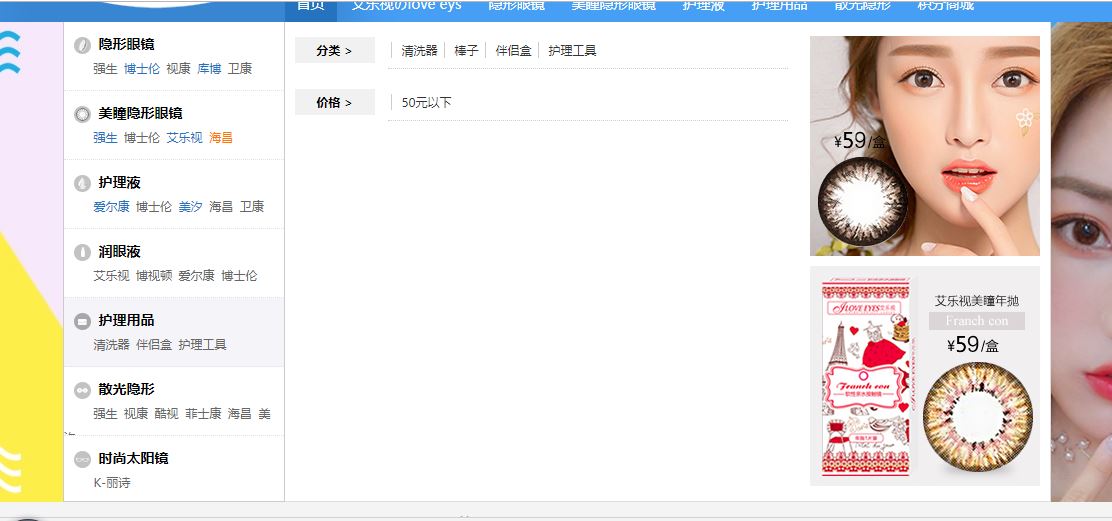 首页 艾乐视のlove eys 隐形眼镜 美瞳隐形眼镜 护理液 护理用品 散光隐形 积分商城
隐形眼镜
强生 博士伦 视康 库博 卫康
美瞳隐形眼镜
强生 博士伦 艾乐视 海昌
护理液
爱尔康 博士伦 美汐 海昌 卫康
润眼液
艾乐视 博视顿 爱尔康 博士伦
护理用品
清洗器 伴侣盒 护理工具
散光隐形
强生 视康 酷视 菲士康 海昌 美
时尚太阳镜
K-丽诗
分类 > 清洗器 棒子 伴侣盒 护理工具
价格 > 50元以下
¥59/盒
LOVE EYES 艾乐视
Franch con
艾乐视美瞳年抛
Franch con
¥59/盒